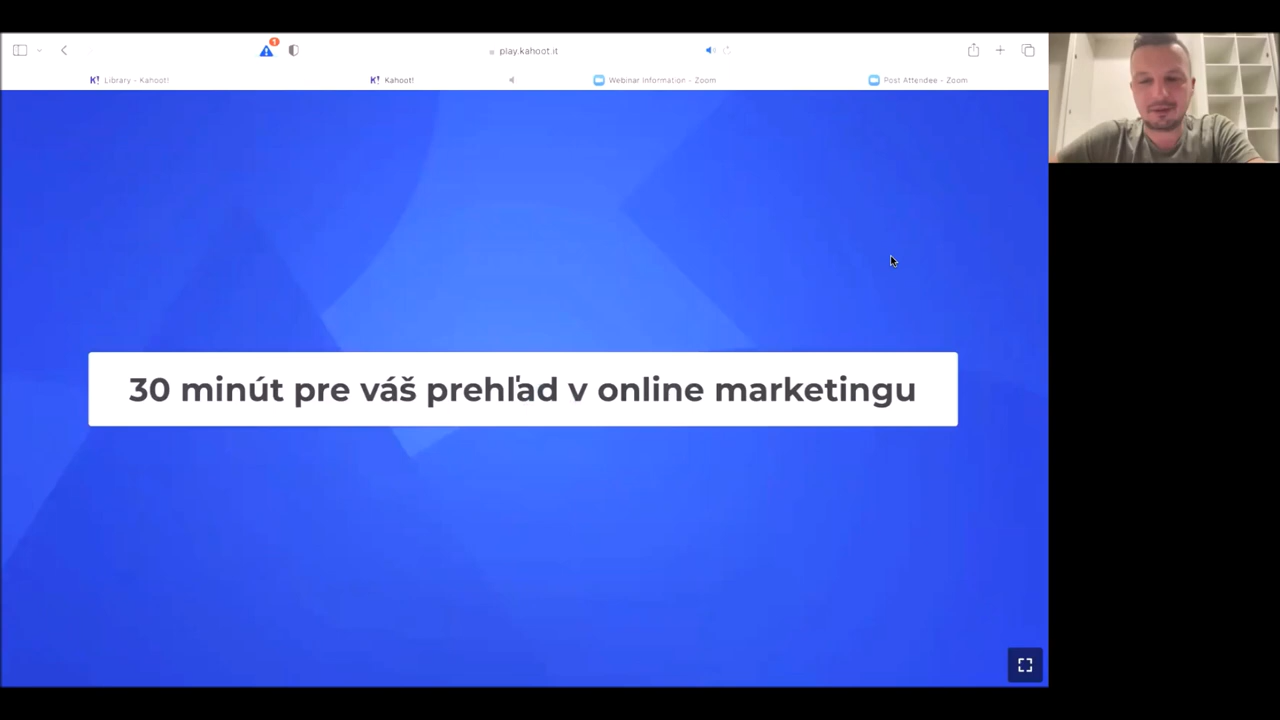 play.kahoot.it
1
K! Library - Kahoot!
K! Kahoot!
Webinar Information - Zoom
Post Attendee - Zoom
30 minút pre váš prehľad v online marketingu